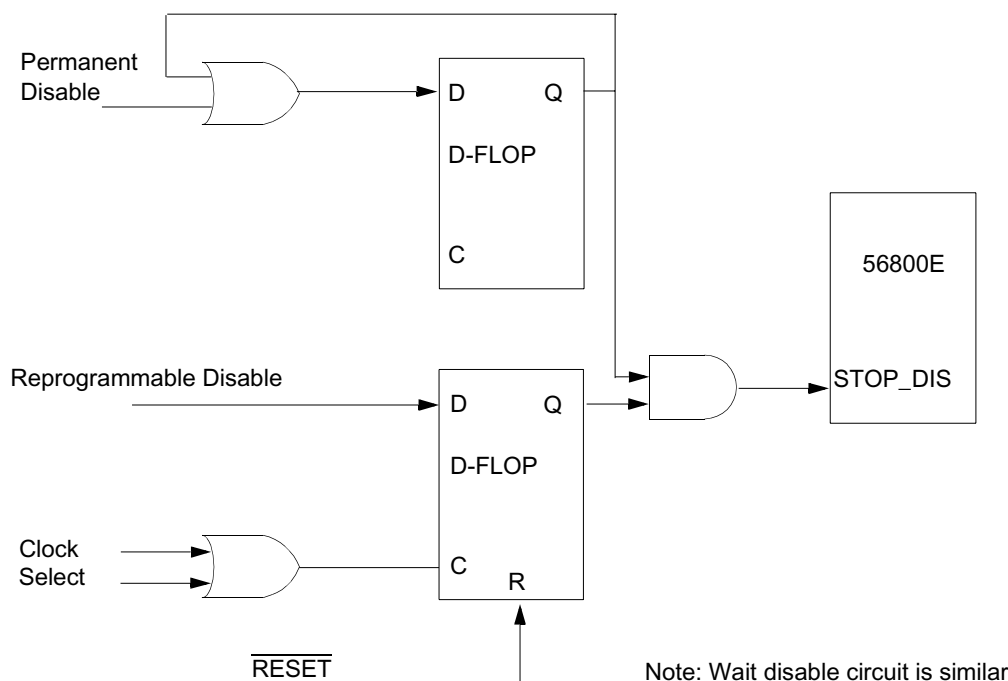 Permanent
Disable
D Q
D-FLOP
C
56800E
STOP_DIS
Reprogrammable Disable
D Q
D-FLOP
Clock
Select
C
R
RESET
Note: Wait disable circuit is similar